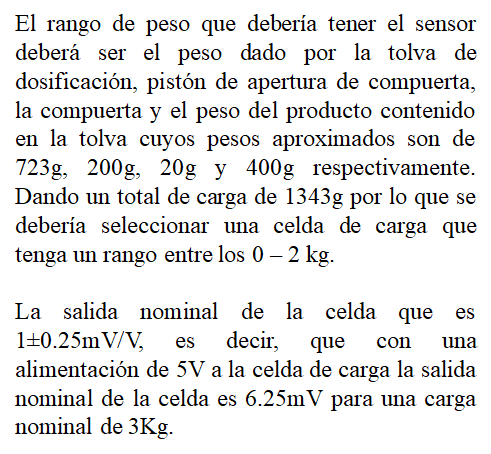 El rango de peso que debería tener el sensor
deberá ser el peso dado por la tolva de
dosificación, pistón de apertura de compuerta,
la compuerta y el peso del producto contenido
en la tolva cuyos pesos aproximados son de
723g, 200g, 20g y 400g respectivamente.
Dando un total de carga de 1343g por lo que se
debería seleccionar una celda de carga que
tenga un rango entre los 0 – 2 kg.

La salida nominal de la celda que es
1±0.25mV/V, es decir, que con una
alimentación de 5V a la celda de carga la salida
nominal de la celda es 6.25mV para una carga
nominal de 3Kg.